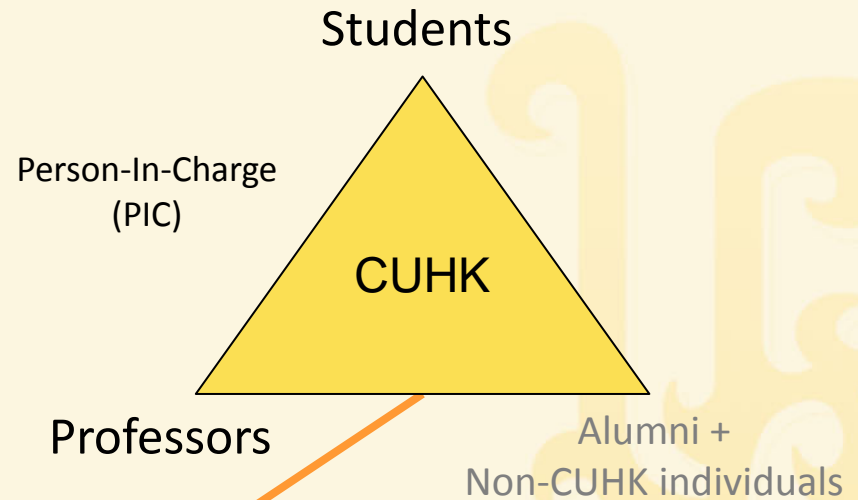 Students
Person-In-Charge
(PIC)
CUHK
Professors
Alumni +
Non-CUHK individuals